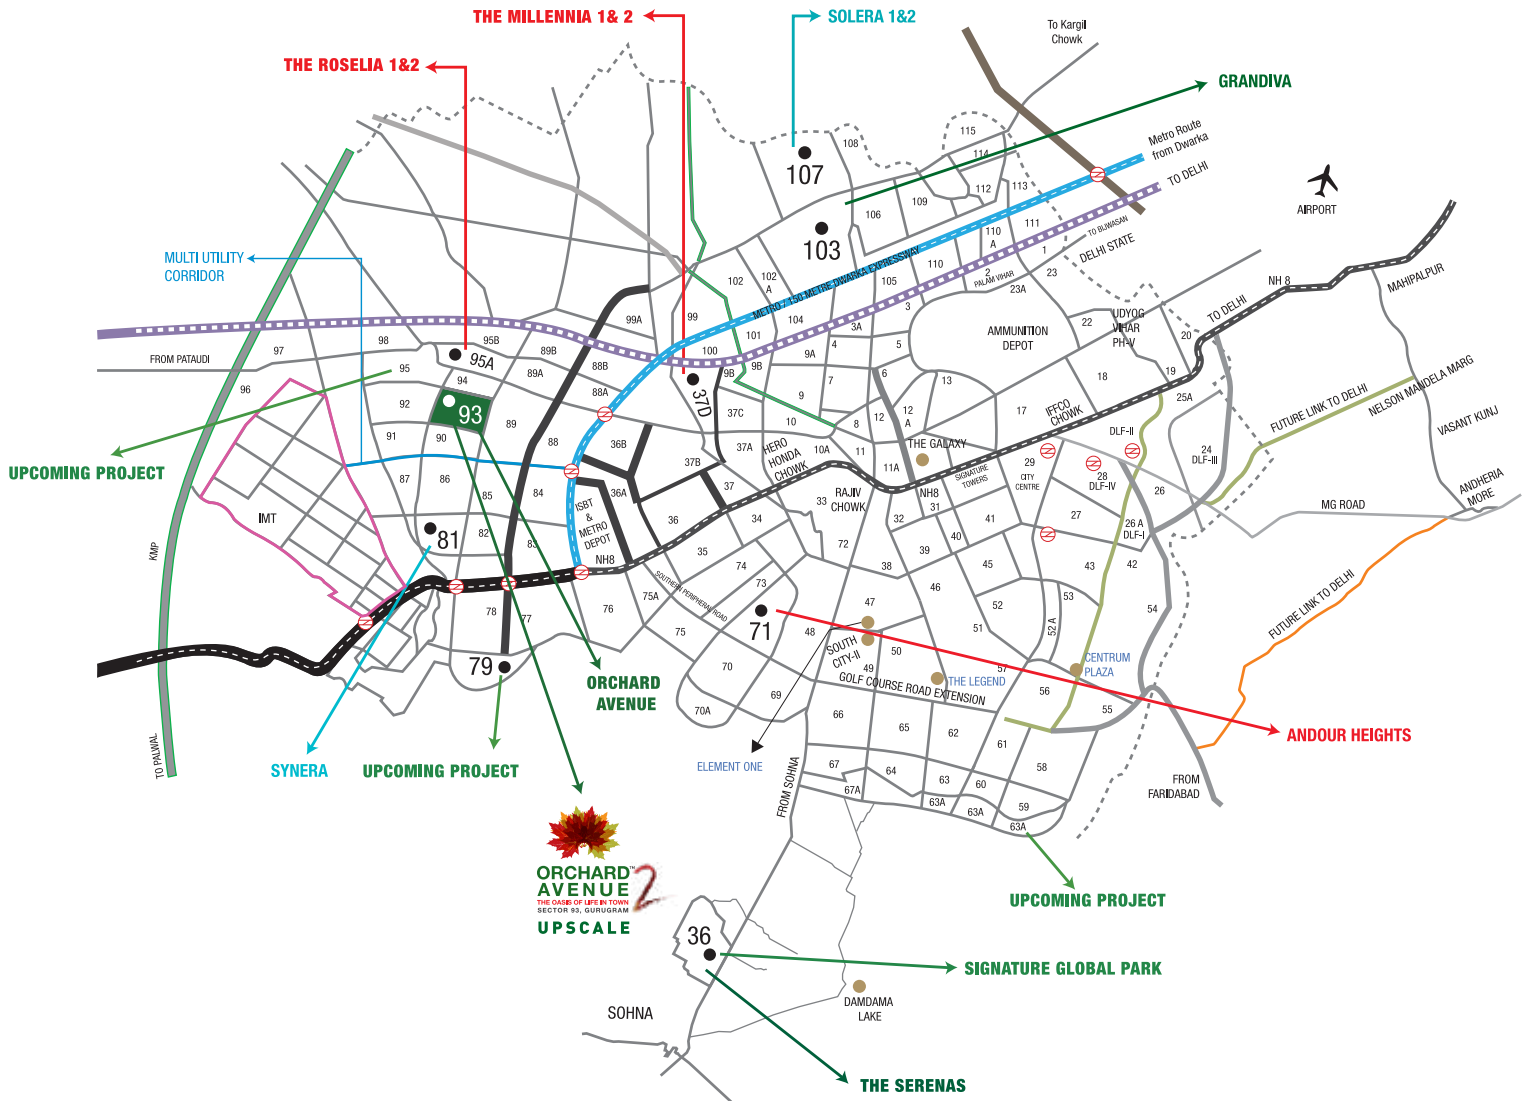 THE MILLENNIA 1& 2
SOLERA 1&2
To Kargil
Chowk
THE ROSELIA 1&2
GRANDIVA
115
108
114
Metro Route
from Dwarka
107
112
113
TO DELHI
109
106
111
AIRPORT
103
110
A
TO BIJWASAN
DELHI STATE
MULTI UTILITY
CORRIDOR
102
102
A
METRO / 150 METRE DWARKA EXPRESSWAY
105
110
2
PALAM VIHAR
1
23
23A
NH 8
MAHIPALPUR
TO DELHI
99A
99
104
101
100
3
3A
4
5
AMMUNITION
DEPOT
22
UDYOG
VIHAR
PH-V
20
FROM PATAUDI
97
98
95B
89B
88B
95A
95
94
89A
88A
9B
9B
9A
6
7
13
18
19
96
92
93
89
37D
37C
9
10
8
12
12
A
17
IFFCO
CHOWK
25A
FUTURE LINK TO DELHI
NELSON MANDELA MARG
VASANT KUNJ
91
90
88
36B
37A
37B
HERO
HONDA
CHOWK
10A
11
11A
THE GALAXY
DLF-II
24
DLF-III
UPCOMING PROJECT
87
86
85
84
36A
37
33
RAJIV
CHOWK
NH8
31
SIGNATURE
TOWERS
29
CITY
CENTRE
28
DLF-IV
26
ANDHERIA
MORE
MG ROAD
IMT
81
82
83
ISBT
&
METRO
DEPOT
NH8
36
34
35
32
72
41
40
39
27
26 A
DLF-I
KMP
74
73
38
45
46
43
42
FUTURE LINK TO DELHI
SOUTHERN PERIPHERAL ROAD
78
77
76
75A
75
71
47
48
52
51
53
52 A
54
79
70
SOUTH
CITY-II
49
50
THE LEGEND
57
CENTRUM
PLAZA
ORCHARD
AVENUE
69
70A
GOLF COURSE ROAD EXTENSION
56
55
66
65
62
61
58
ANDOUR HEIGHTS
TO PALWAL
SYNERA
UPCOMING PROJECT
ELEMENT ONE
FROM SOHNA
67
67A
64
63
60
59
63A
63A
63A
FROM
FARIDABAD
ORCHARD™
AVENUE 2
THE OASIS OF LIFE IN TOWN
SECTOR 93, GURUGRAM
UPSCALE
UPCOMING PROJECT
36
SIGNATURE GLOBAL PARK
SOHNA
DAMDAMA
LAKE
THE SERENAS